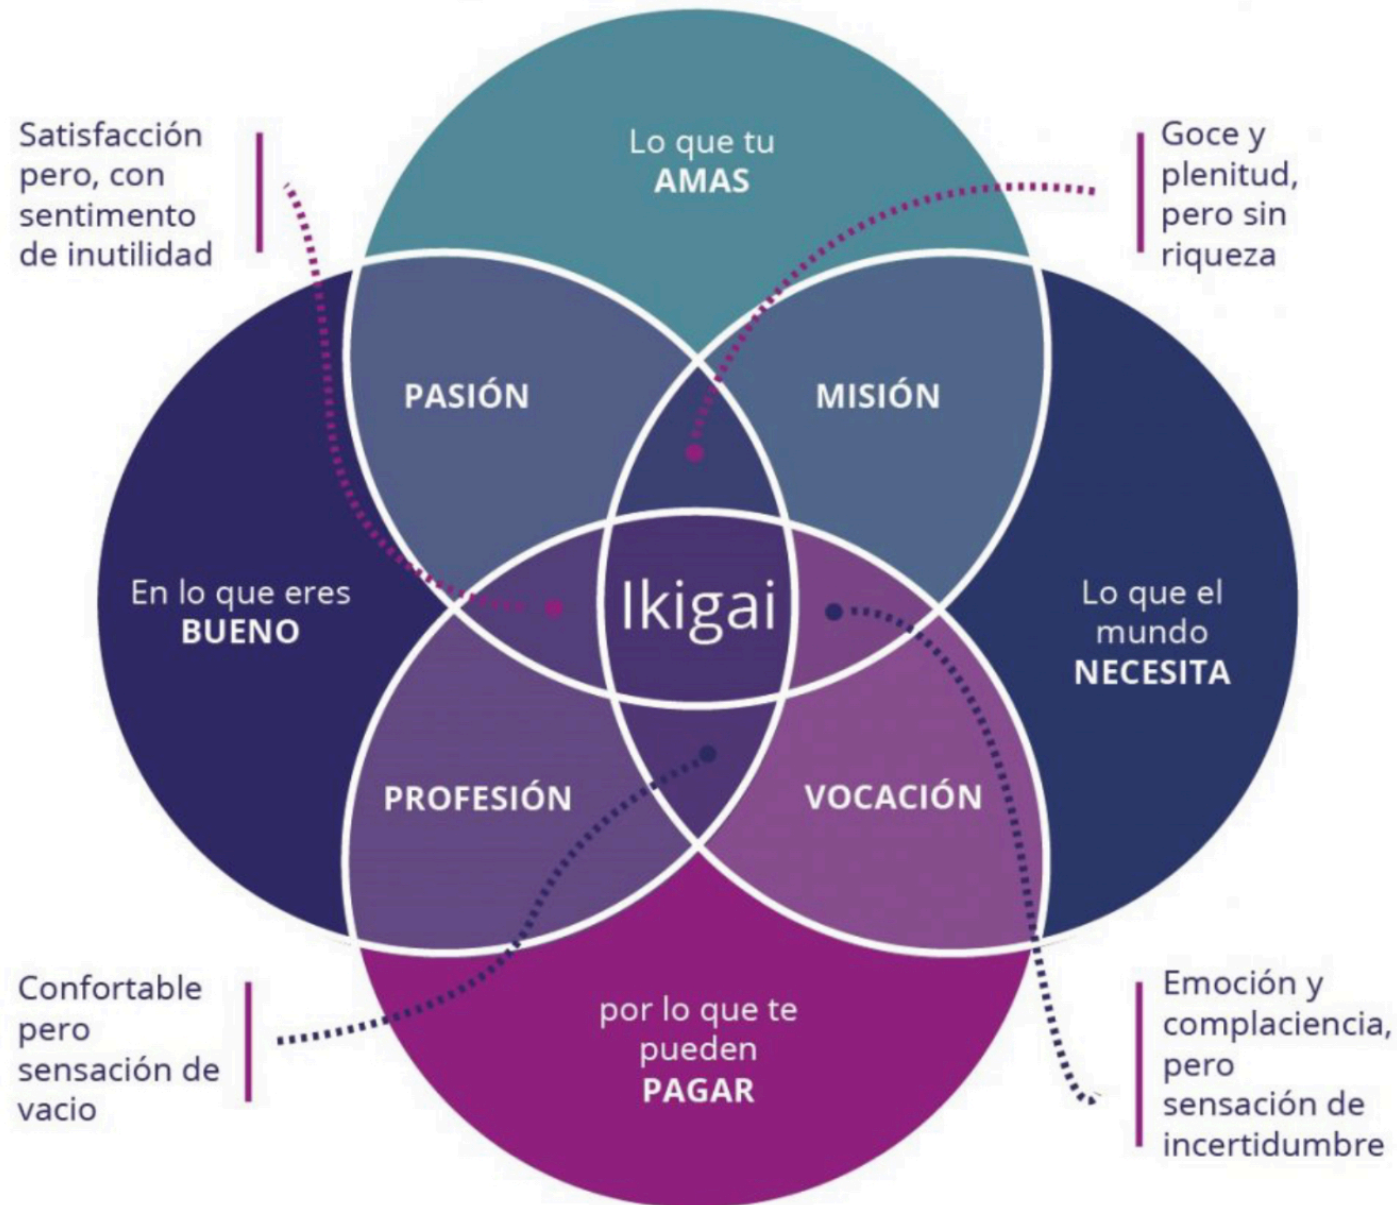 Satisfacción
pero, con
sentimento
de inutilidad
Lo que tu
AMAS
Goce y
plenitud,
pero sin
riqueza
PASIÓN
MISIÓN
En lo que eres
BUENO
Ikigai
Lo que el
mundo
NECESITA
PROFESIÓN
VOCACIÓN
Confortable
pero
sensación de
vacio
por lo que te
pueden
PAGAR
Emoción y
complaciencia,
pero
sensación de
incertidumbre